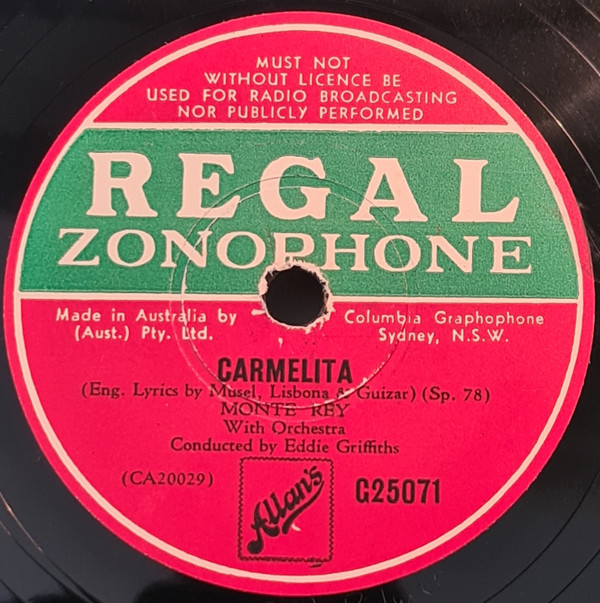 MUST NOT
WITHOUT LICENCE BE
USED FOR RADIO BROADCASTING
NOR PUBLICLY PERFORMED
REGAL
ZONOPHONE
Made in Australia by Columbia Graphophone
(Aust.) Pty. Ltd. Sydney, N.S.W.
CARMELITA
(Eng. Lyrics by Musel, Lisbona & Guizar) (Sp. 78)
MONTE REY
With Orchestra
Conducted by Eddie Griffiths
(CA20029)
Allan's
G25071